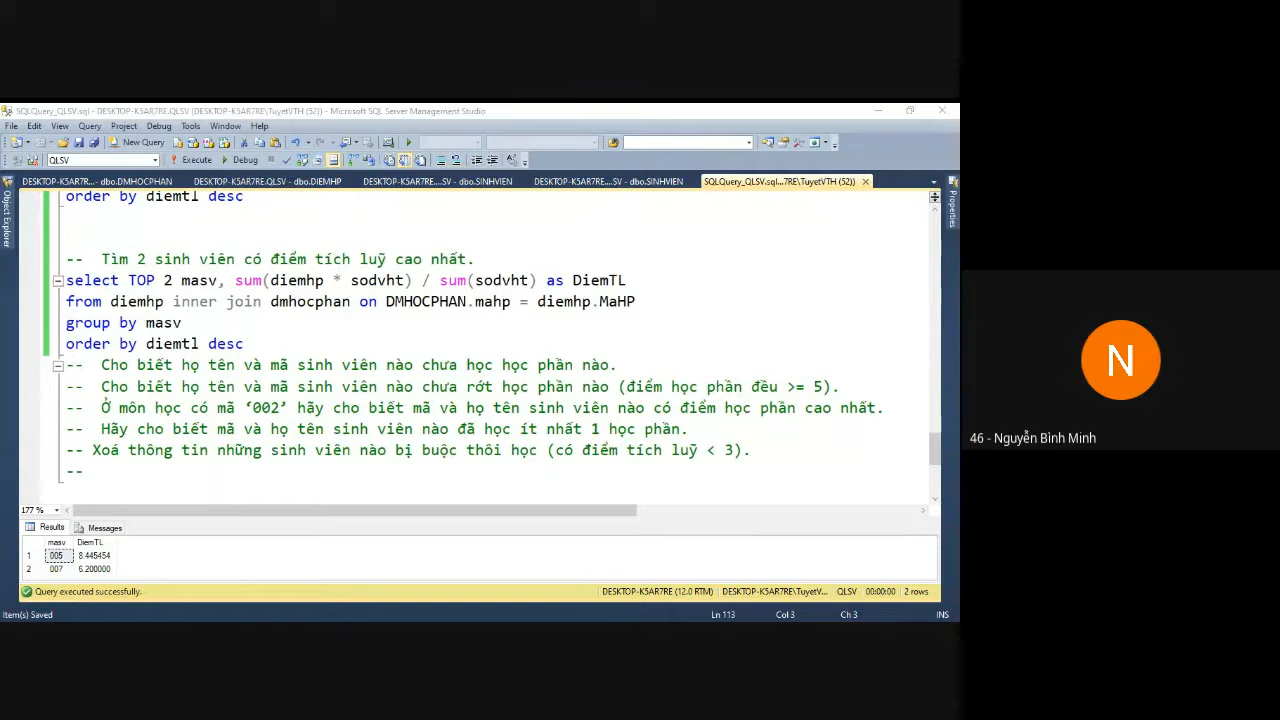 SQLQuery_QLSV.sql - DESKTOP-K5AR7RE.QLSV (DESKTOP-K5AR7RE\TuyetVTH (52)) - Microsoft SQL Server Management Studio
File Edit View Query Project Debug Tools Window Help
New Query
QLSV Execute Debug
DESKTOP-K5AR7R... - dbo.DMHOCPHAN DESKTOP-K5AR7RE.QLSV - dbo.DIEMHP DESKTOP-K5AR7RE....SV - dbo.SINHVIEN DESKTOP-K5AR7RE....SV - dbo.SINHVIEN SQLQuery_QLSV.sql...7RE\TuyetVTH (52))
Object Explorer
Properties
order by diemtl desc
-- Tìm 2 sinh viên có điểm tích luỹ cao nhất.
select TOP 2 masv, sum(diemhp * sodvht) / sum(sodvht) as DiemTL
from diemhp inner join dmhocphan on DMHOCPHAN.mahp = diemhp.MaHP
group by masv
order by diemtl desc
-- Cho biết họ tên và mã sinh viên nào chưa học học phần nào.
-- Cho biết họ tên và mã sinh viên nào chưa rớt học phần nào (điểm học phần đều >= 5).
-- Ở môn học có mã ‘002’ hãy cho biết mã và họ tên sinh viên nào có điểm học phần cao nhất.
-- Hãy cho biết mã và họ tên sinh viên nào đã học ít nhất 1 học phần.
-- Xoá thông tin những sinh viên nào bị buộc thôi học (có điểm tích luỹ < 3).
--
177 %
Results Messages
masv DiemTL
1 005 8.445454
2 007 6.200000
Query executed successfully. DESKTOP-K5AR7RE (12.0 RTM) DESKTOP-K5AR7RE\TuyetV... QLSV 00:00:00 2 rows
Item(s) Saved Ln 113 Col 3 Ch 3 INS
N
46 - Nguyễn Bình Minh